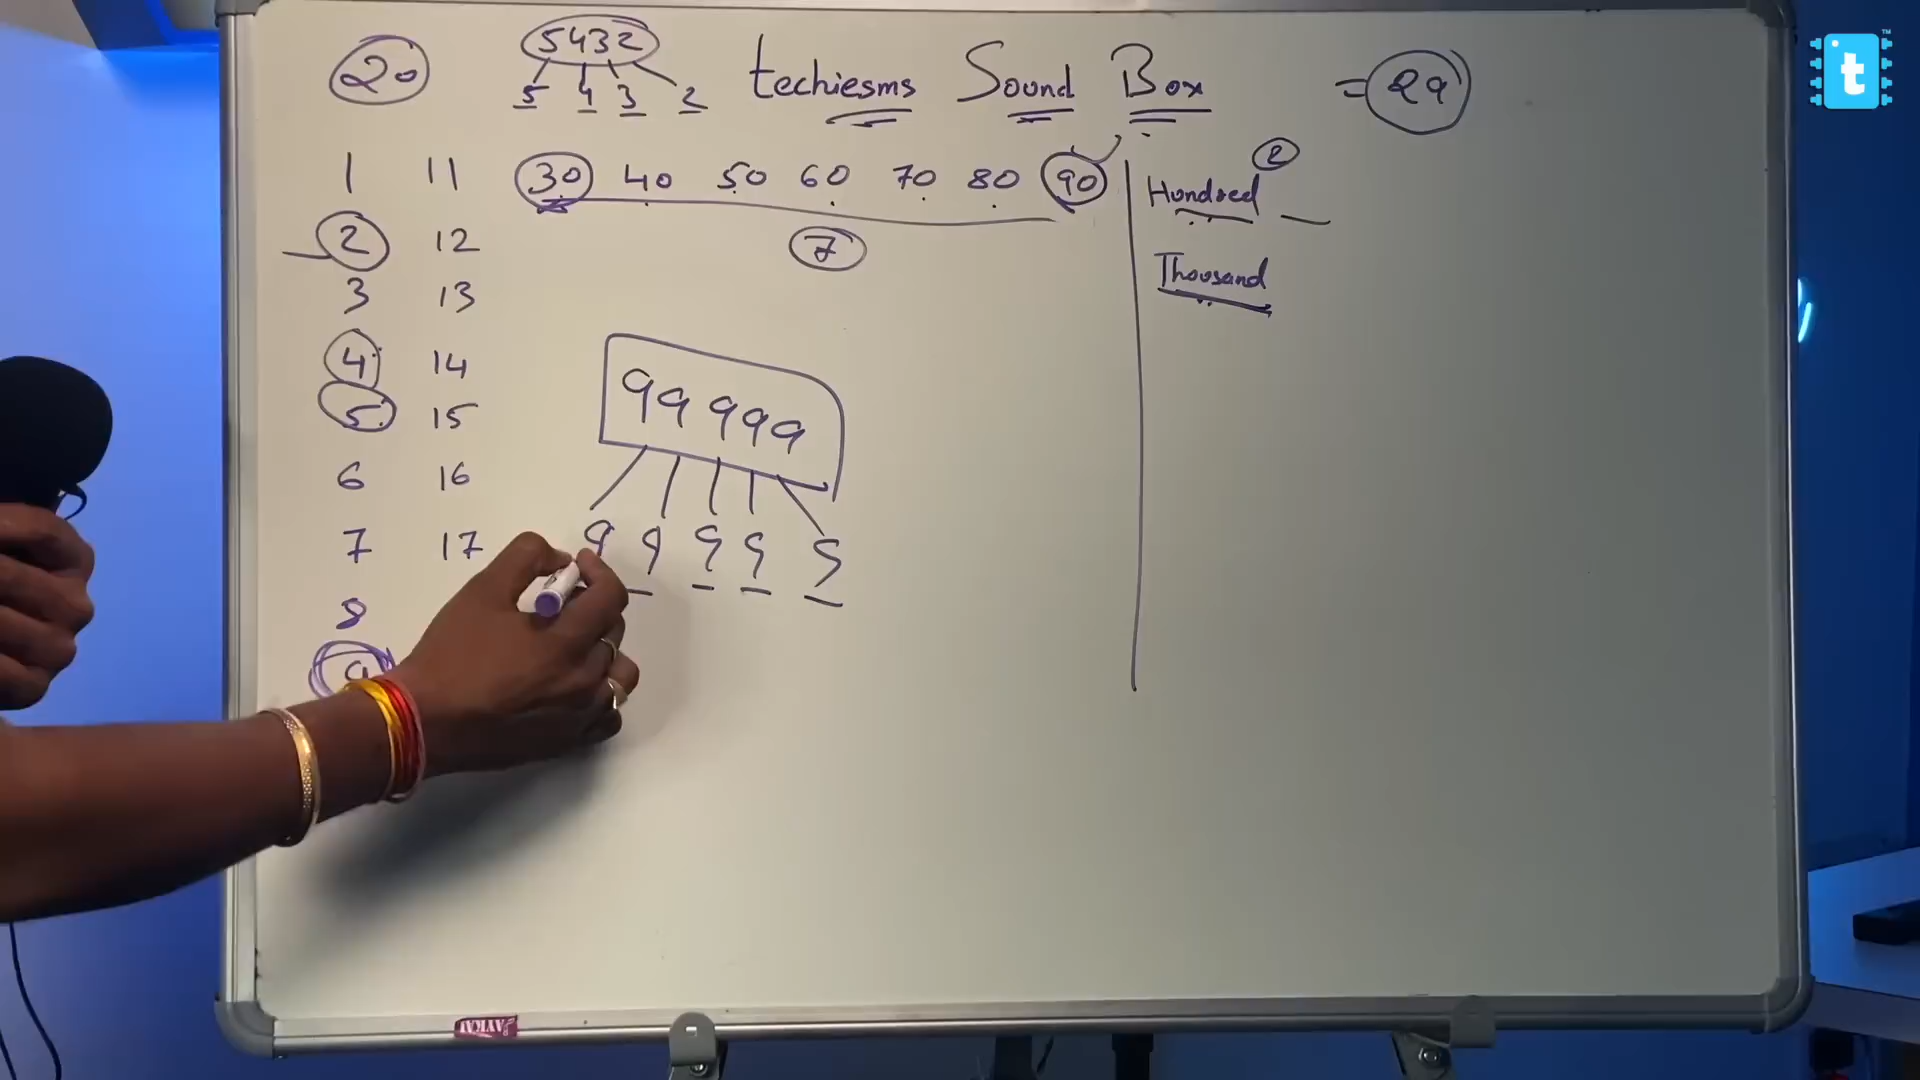 20 5432 techiesms Sound Box = 29
5 4 3 2
1 11 30 40 50 60 70 80 90 Hundred 2
2 12 7 Thousand
3 13
4 14
5 15
6 16
7 17
8
9
99999
9 9 9 9 9
t